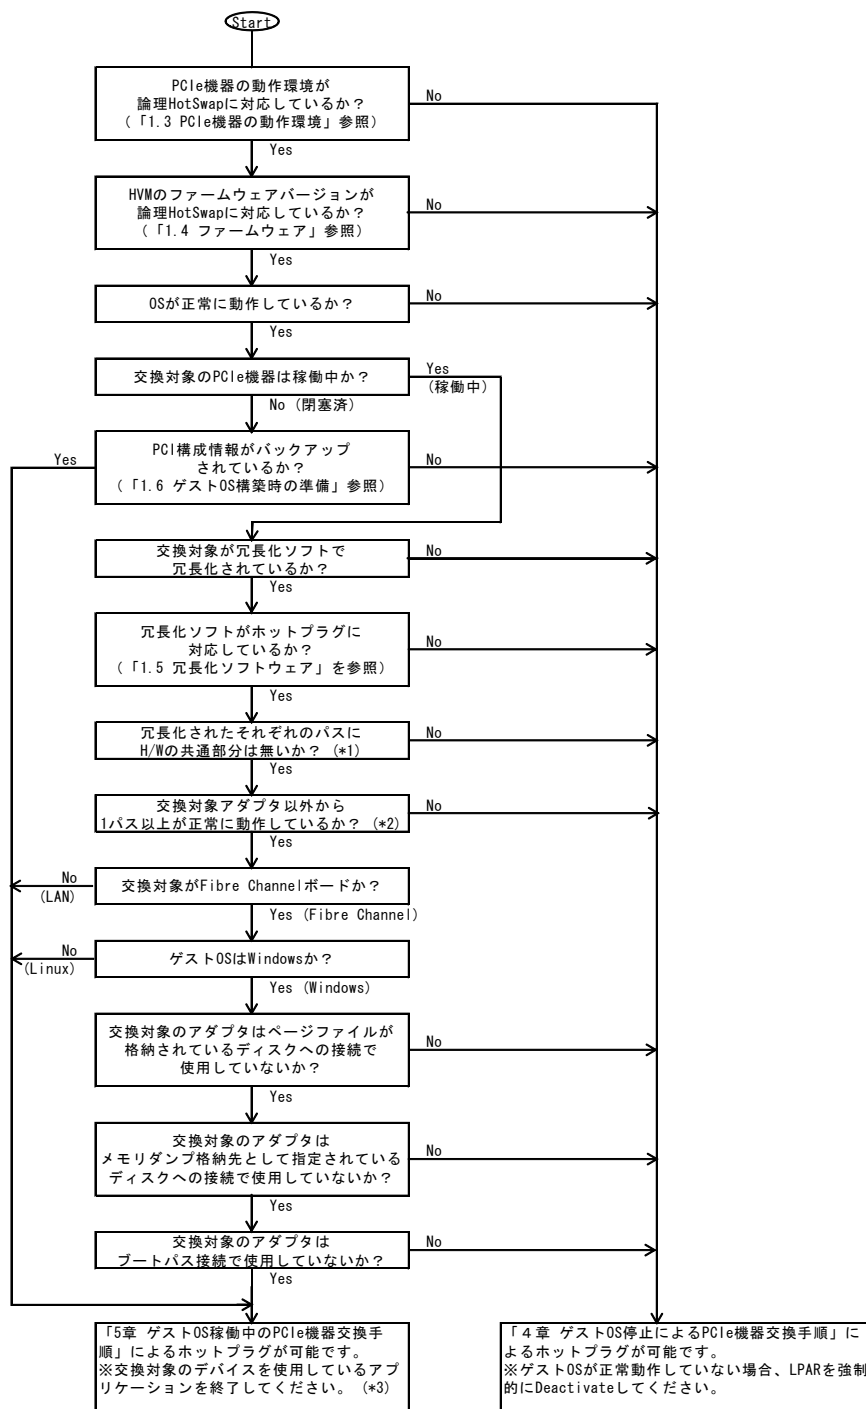 Start
PCIe機器の動作環境が
論理HotSwapに対応しているか？
(「1.3 PCIe機器の動作環境」参照)
No
Yes
HVMのファームウェアバージョンが
論理HotSwapに対応しているか？
(「1.4 ファームウェア」参照)
No
Yes
OSが正常に動作しているか？
No
Yes
交換対象のPCIe機器は稼働中か？
Yes
(稼働中)
No (閉塞済)
PCI構成情報がバックアップ
されているか？
(「1.6 ゲストOS構築時の準備」参照)
Yes
No
交換対象が冗長化ソフトで
冗長化されているか？
No
Yes
冗長化ソフトがホットプラグに
対応しているか？
(「1.5 冗長化ソフトウェア」を参照)
No
Yes
冗長化されたそれぞれのパスに
H/Wの共通部分は無いか？ (*1)
No
Yes
交換対象アダプタ以外から
1パス以上が正常に動作しているか？ (*2)
No
Yes
交換対象がFibre Channelボードか？
No
(LAN)
Yes (Fibre Channel)
ゲストOSはWindowsか？
No
(Linux)
Yes (Windows)
交換対象のアダプタはページファイルが
格納されているディスクへの接続で
使用していないか？
No
Yes
交換対象のアダプタは
メモリダンプ格納先として指定されている
ディスクへの接続で使用していないか？
No
Yes
交換対象のアダプタは
ブートパス接続で使用していないか？
No
Yes
「5章 ゲストOS稼働中のPCIe機器交換手
順」によるホットプラグが可能です。
※交換対象のデバイスを使用しているアプ
リケーションを終了してください。 (*3)
「４章 ゲストOS停止によるPCIe機器交換手順」に
よるホットプラグが可能です。
※ゲストOSが正常動作していない場合、LPARを強制
的にDeactivateしてください。